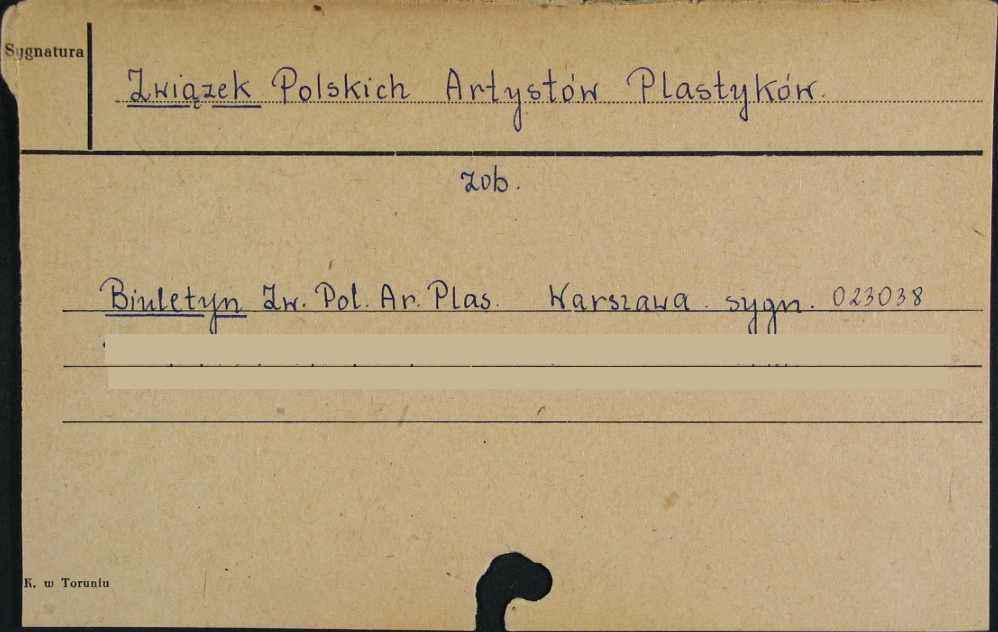 Sygnatura
Związek Polskich Artystów Plastyków.
zob.
Biuletyn Zw. Pol. Ar. Plas. Warszawa. sygn. 023038
K. w Toruniu